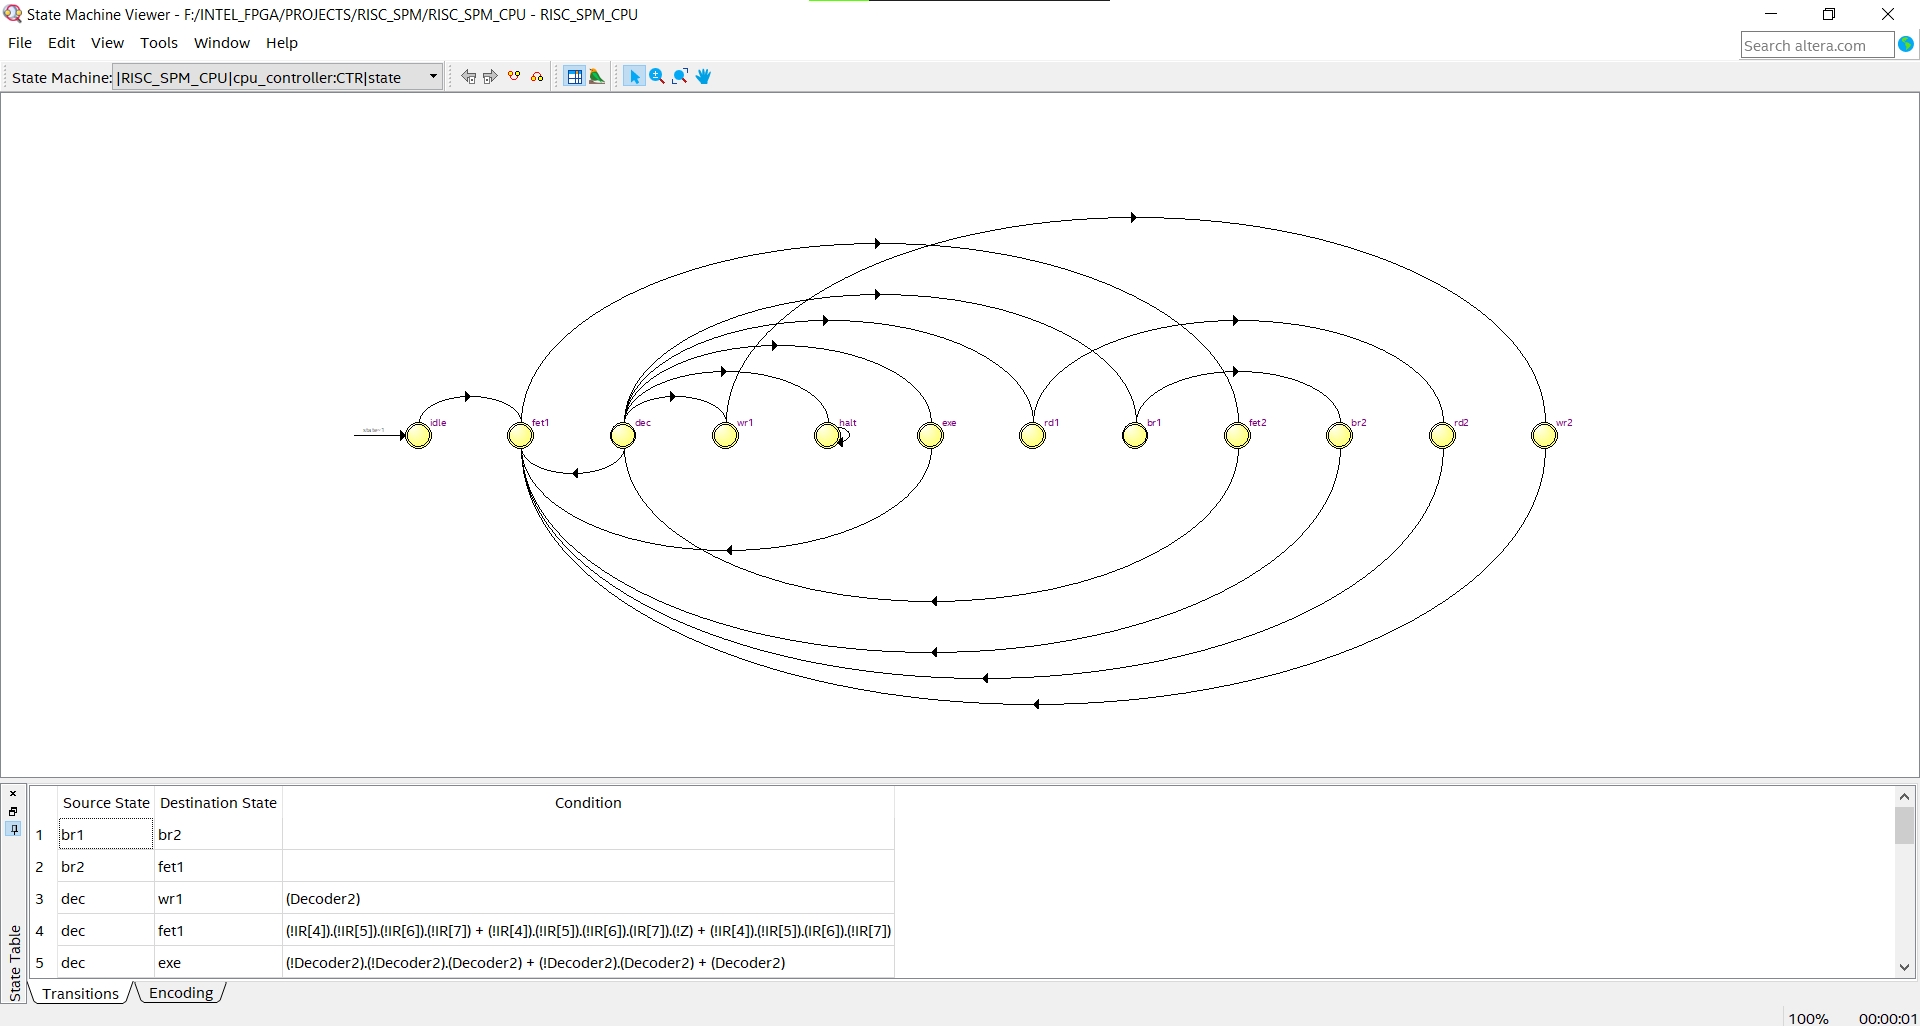 State Machine Viewer - F:/INTEL_FPGA/PROJECTS/RISC_SPM/RISC_SPM_CPU - RISC_SPM_CPU
File Edit View Tools Window Help
Search altera.com
State Machine: |RISC_SPM_CPU|cpu_controller:CTR|state
idle fet1 dec wr1 halt exe rd1 br1 fet2 br2 rd2 wr2
Source State Destination State Condition
1 br1 br2
2 br2 fet1
3 dec wr1 (Decoder2)
4 dec fet1 (!IR[4]).(!IR[5]).(!IR[6]).(!IR[7]) + (!IR[4]).(!IR[5]).(!IR[6]).(IR[7]).(!Z) + (!IR[4]).(!IR[5]).(IR[6]).(!IR[7])
5 dec exe (!Decoder2).(!Decoder2).(Decoder2) + (!Decoder2).(Decoder2) + (Decoder2)
State Table
Transitions Encoding
100% 00:00:01